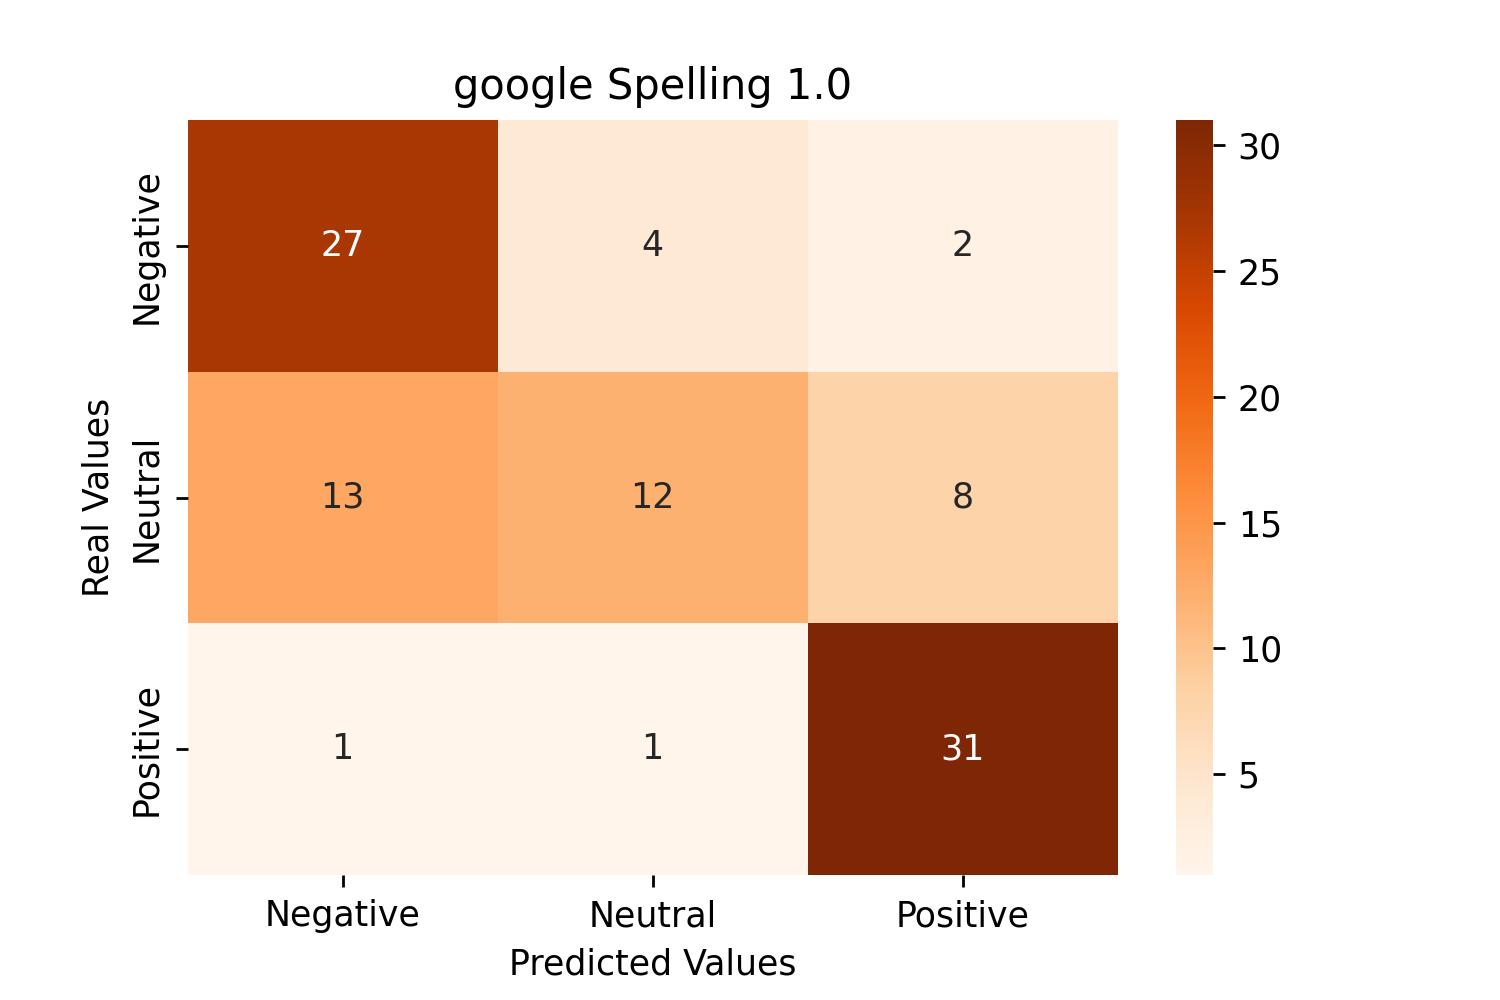 google Spelling 1.0
Negative
27 4 2
Neutral
13 12 8
Positive
1 1 31
Real Values
Negative Neutral Positive
Predicted Values
30
25
20
15
10
5